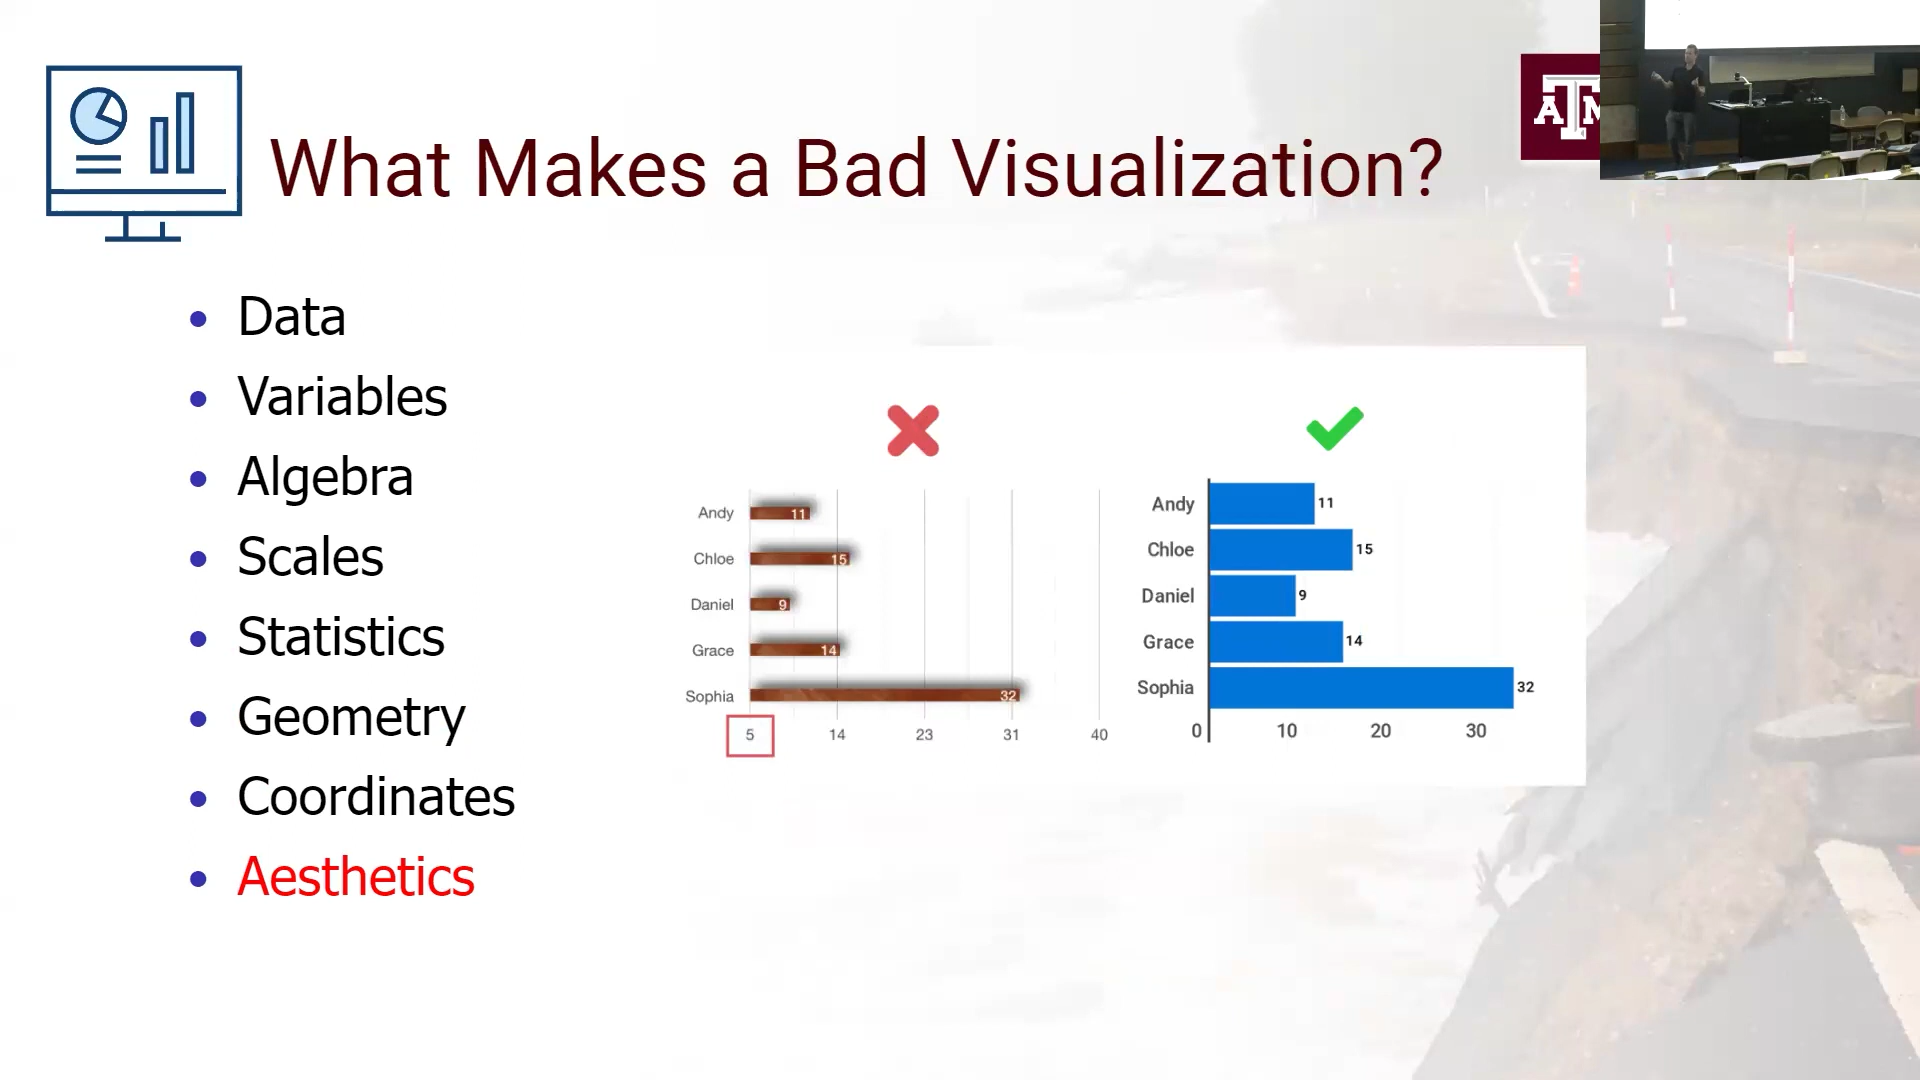 What Makes a Bad Visualization?
ATM
Data
Variables
Algebra
Scales
Statistics
Geometry
Coordinates
Aesthetics
Andy 11
Chloe 15
Daniel 9
Grace 14
Sophia 32
5 14 23 31 40
Andy 11
Chloe 15
Daniel 9
Grace 14
Sophia 32
0 10 20 30